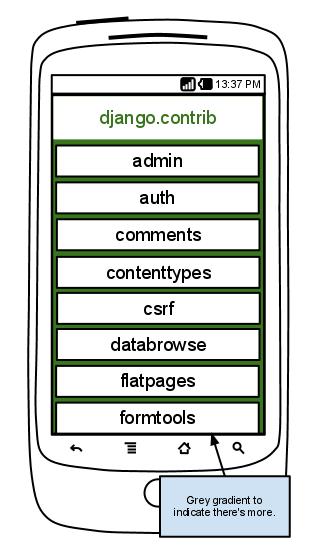 13:37 PM
django.contrib
admin
auth
comments
contenttypes
csrf
databrowse
flatpages
formtools
Grey gradient to
indicate there's more.